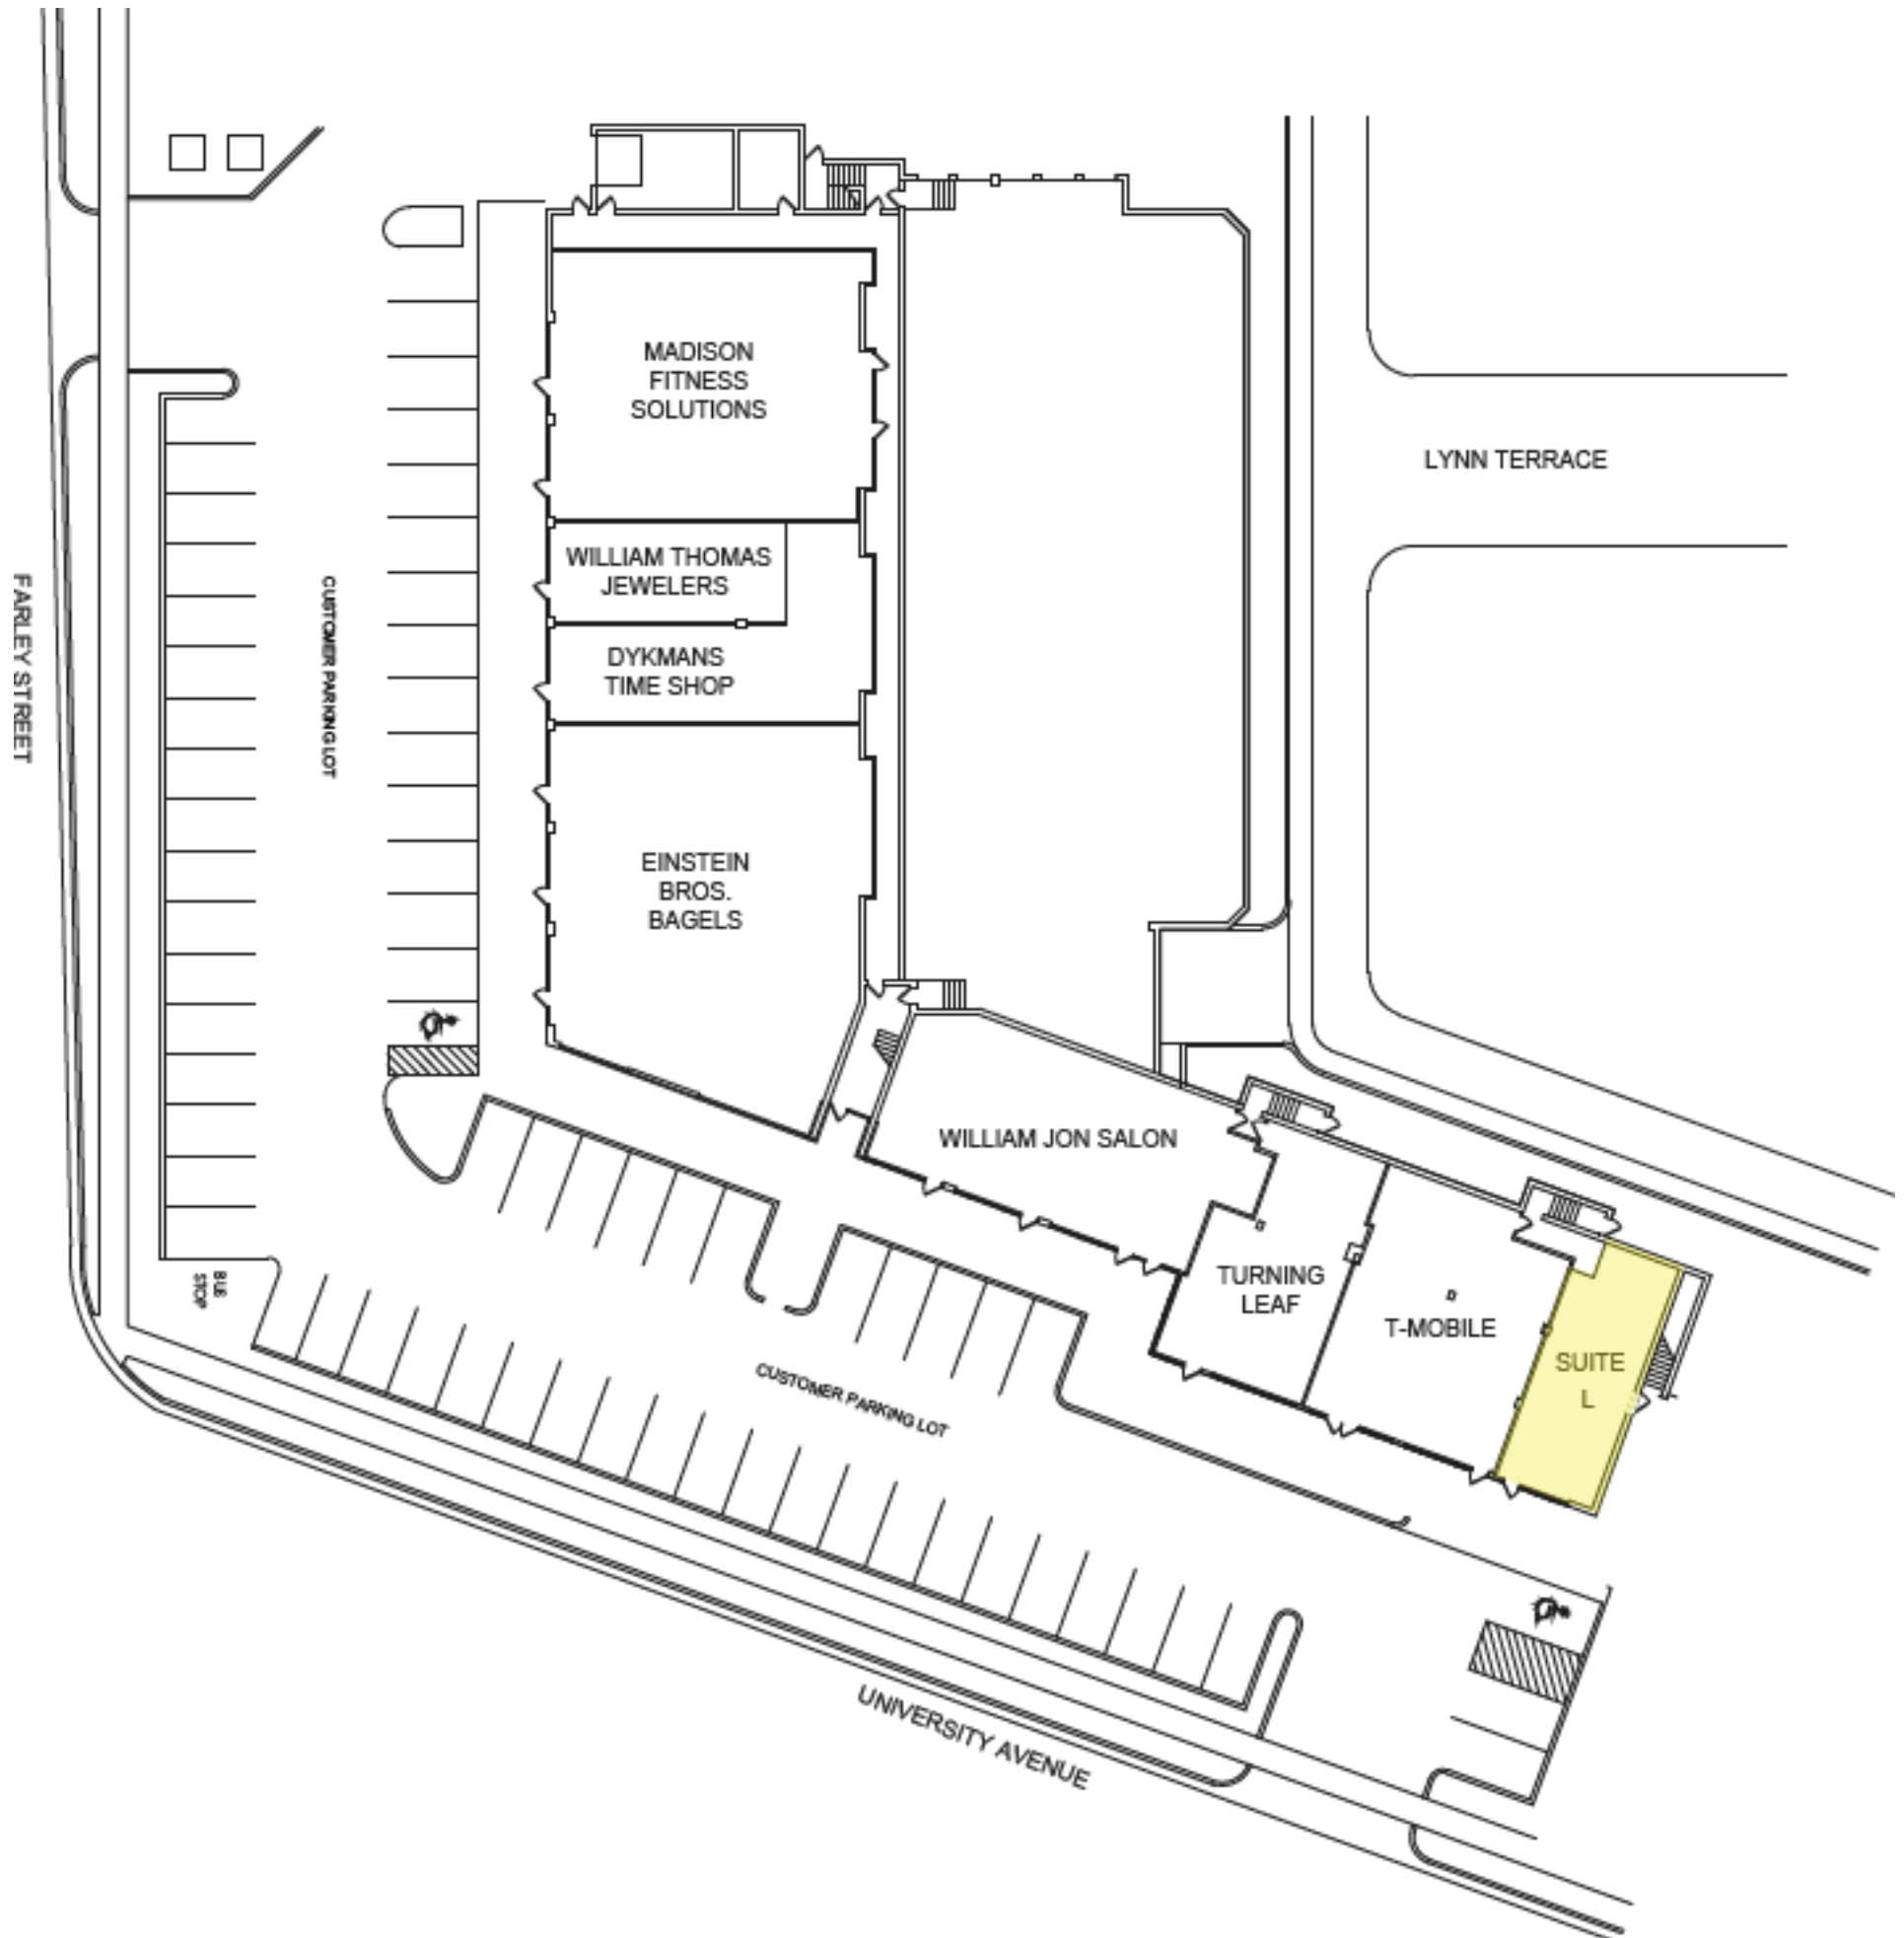 MADISON
FITNESS
SOLUTIONS
LYNN TERRACE
WILLIAM THOMAS
JEWELERS
DYKMANS
TIME SHOP
FARLEY STREET
CUSTOMER PARKING LOT
EINSTEIN
BROS.
BAGELS
WILLIAM JON SALON
TURNING
LEAF
T-MOBILE
SUITE
L
BUS
STOP
CUSTOMER PARKING LOT
UNIVERSITY AVENUE